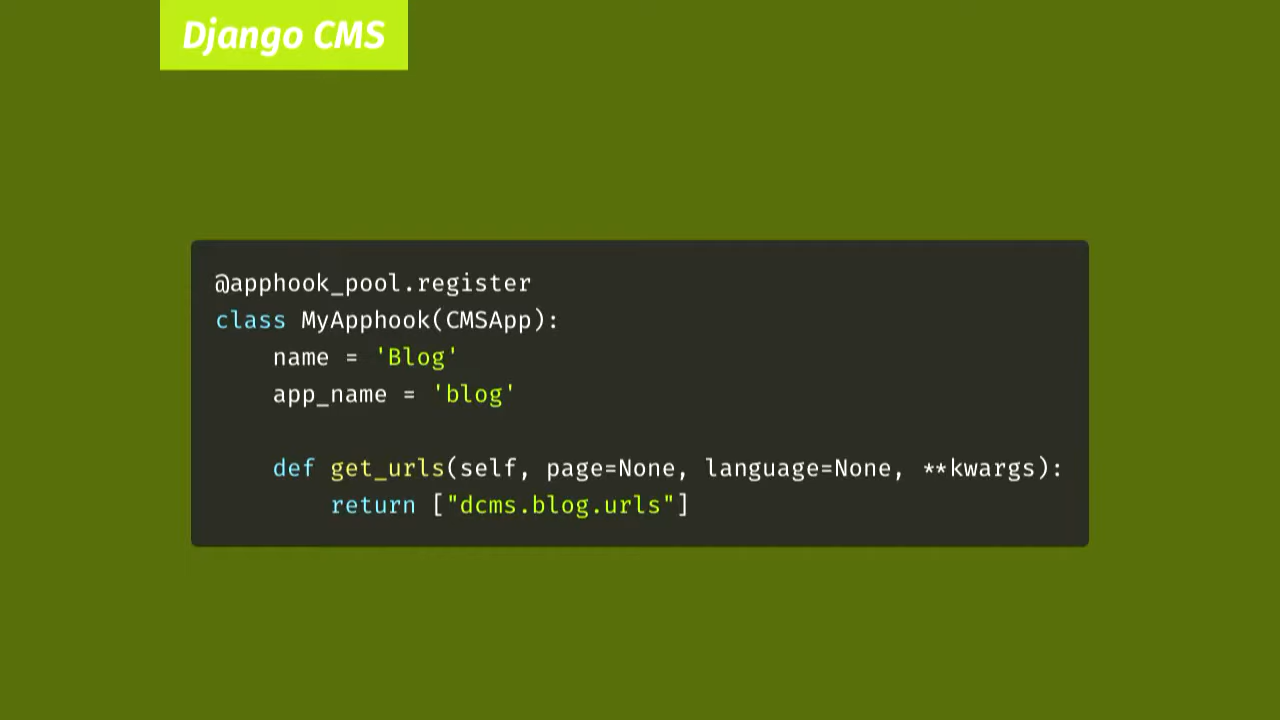 Django CMS
@apphook_pool.register
class MyApphook(CMSApp):
    name = 'Blog'
    app_name = 'blog'
    def get_urls(self, page=None, language=None, **kwargs):
        return ["dcms.blog.urls"]